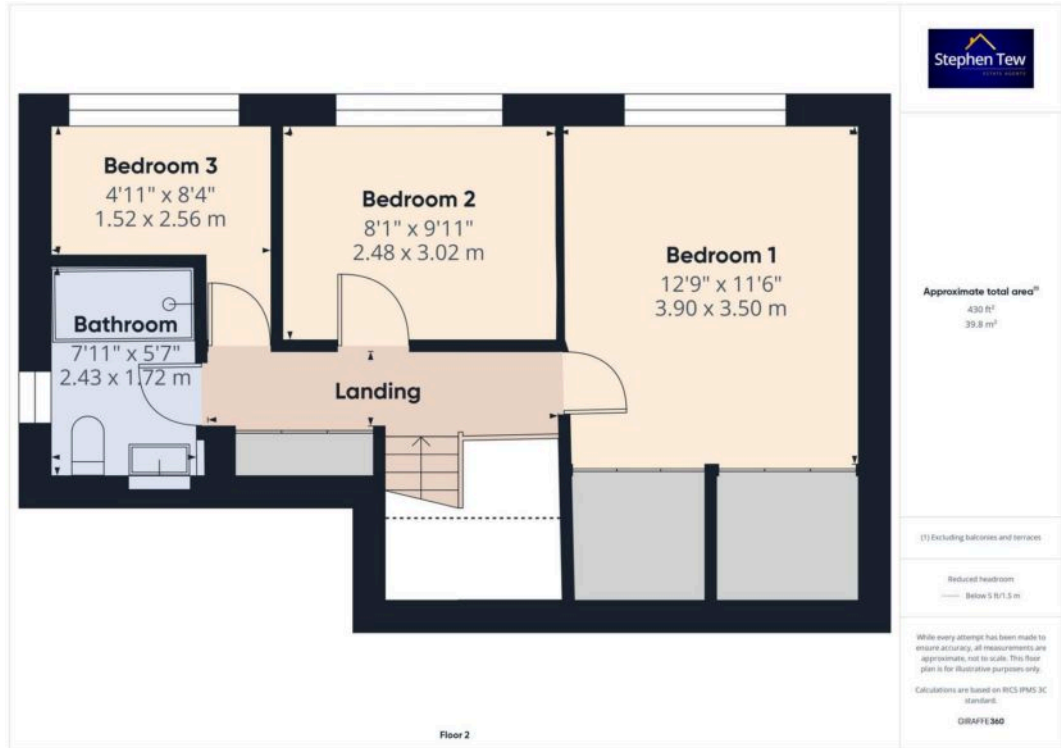 Bedroom 3
4'11" x 8'4"
1.52 x 2.56 m
Bedroom 2
8'1" x 9'11"
2.48 x 3.02 m
Bedroom 1
12'9" x 11'6"
3.90 x 3.50 m
Bathroom
7'11" x 5'7"
2.43 x 1.72 m
Landing
Floor 2
Stephen Tew
ESTATE AGENTS
Approximate total area⁽¹⁾
430 ft²
39.8 m²
(1) Excluding balconies and terraces
Reduced headroom
Below 5 ft/1.5 m
While every attempt has been made to
ensure accuracy, all measurements are
approximate, not to scale. This floor
plan is for illustrative purposes only.
Calculations are based on RICS IPMS 3C
standard.
GIRAFFE360